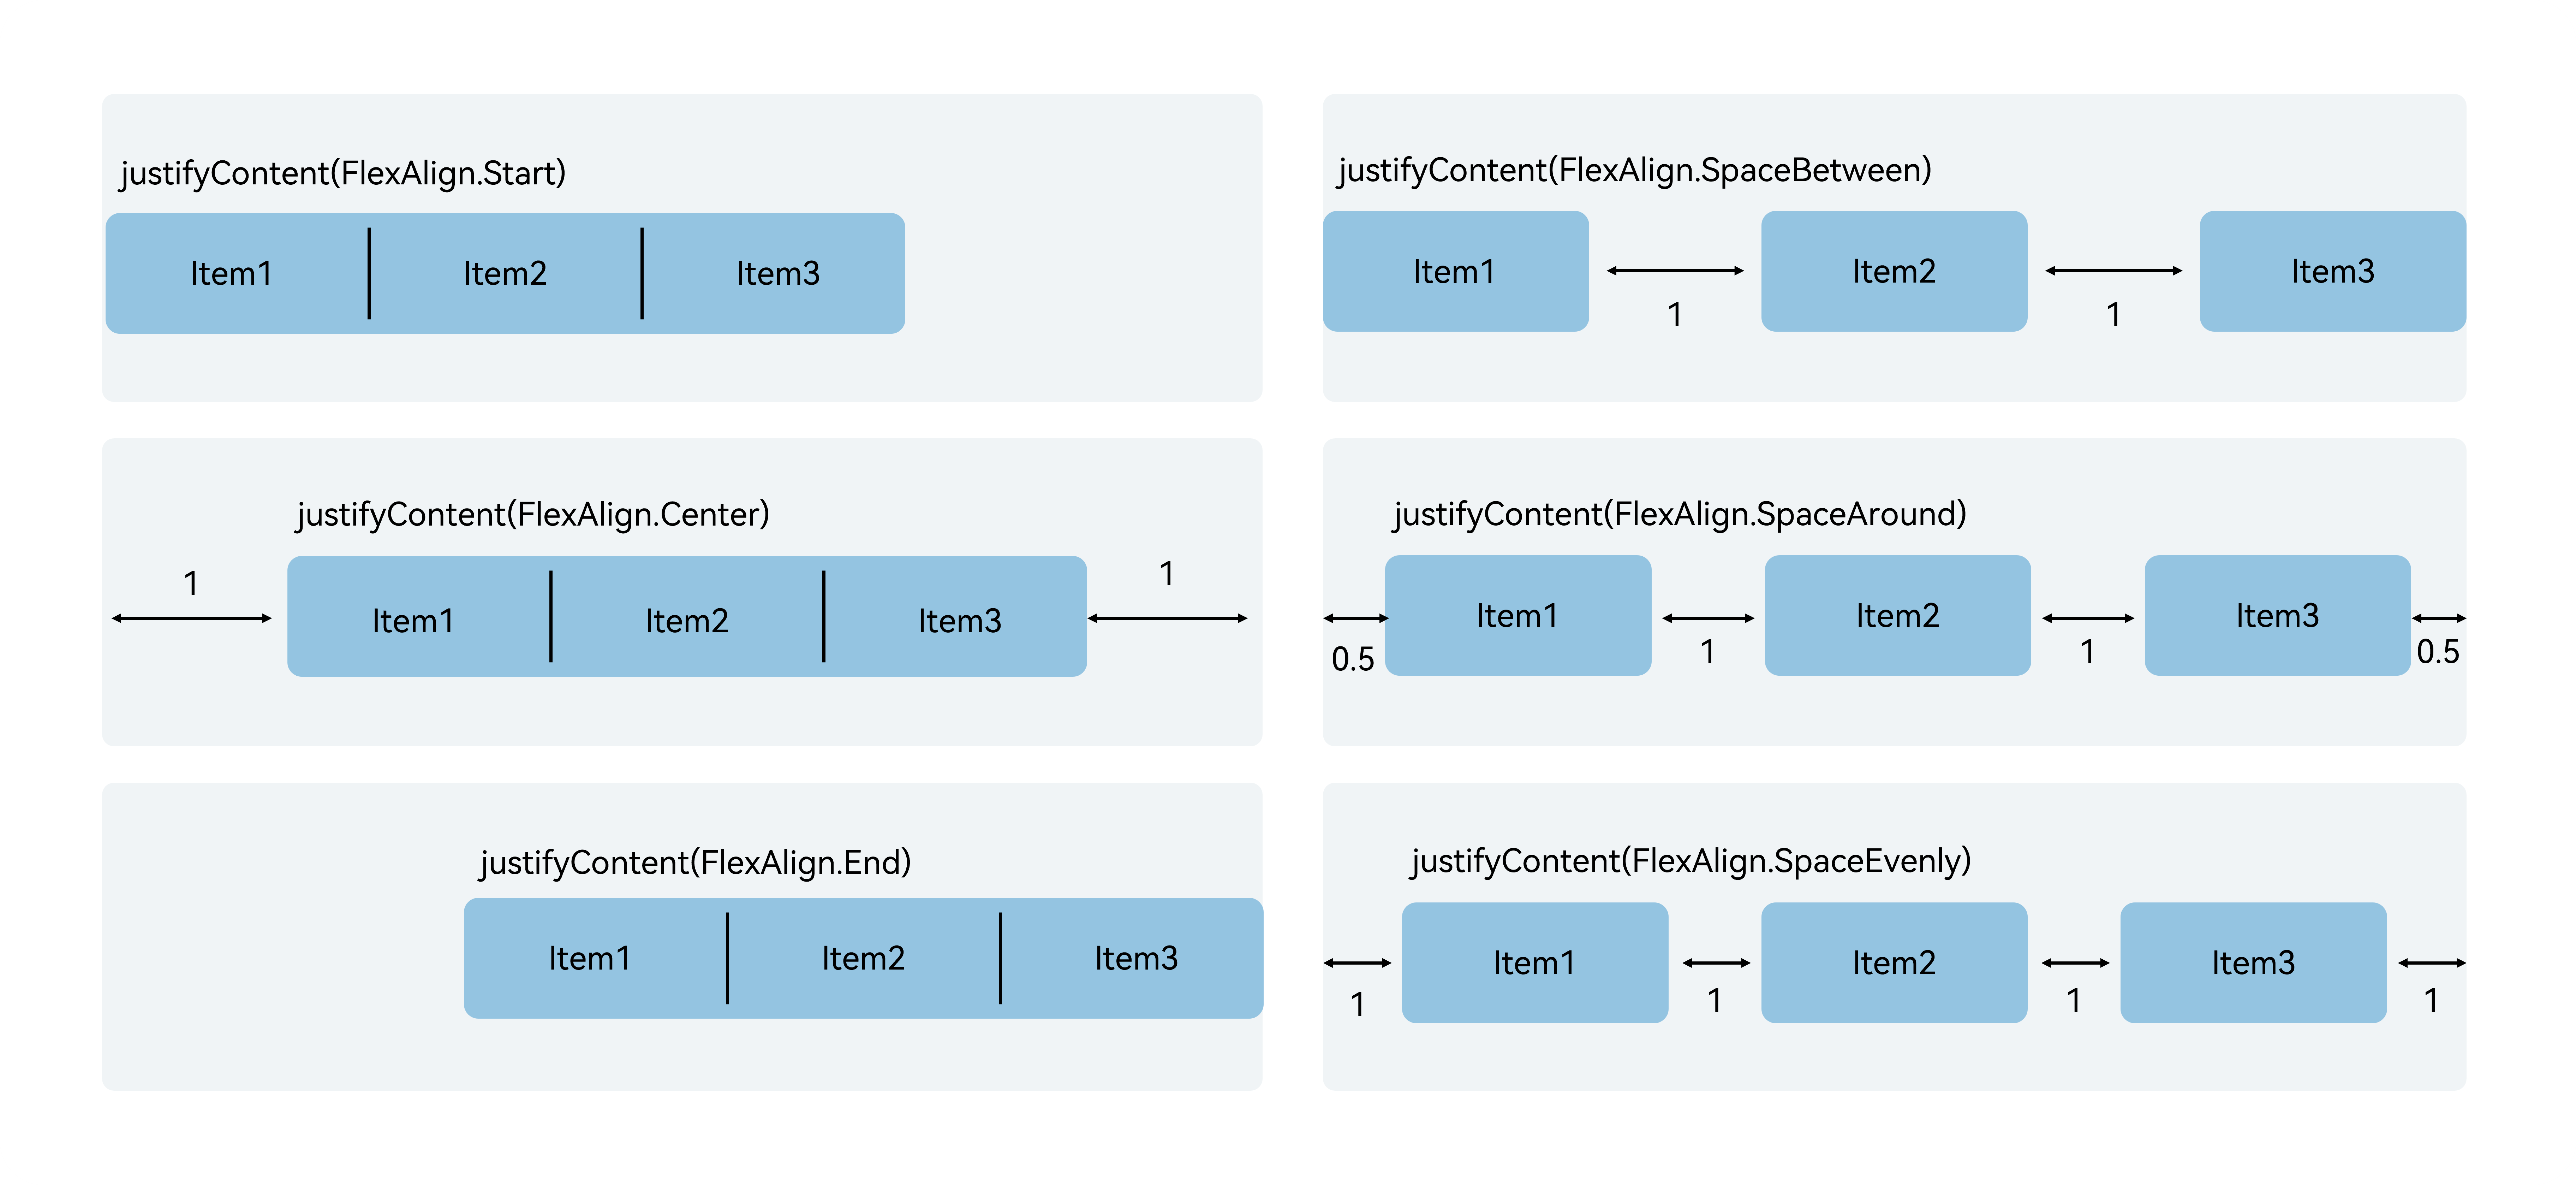 justifyContent(FlexAlign.Start)
Item1 Item2 Item3
justifyContent(FlexAlign.SpaceBetween)
Item1 Item2 Item3
1 1
justifyContent(FlexAlign.Center)
1 1
Item1 Item2 Item3
justifyContent(FlexAlign.SpaceAround)
Item1 Item2 Item3
0.5 1 1 0.5
justifyContent(FlexAlign.End)
Item1 Item2 Item3
justifyContent(FlexAlign.SpaceEvenly)
Item1 Item2 Item3
1 1 1 1